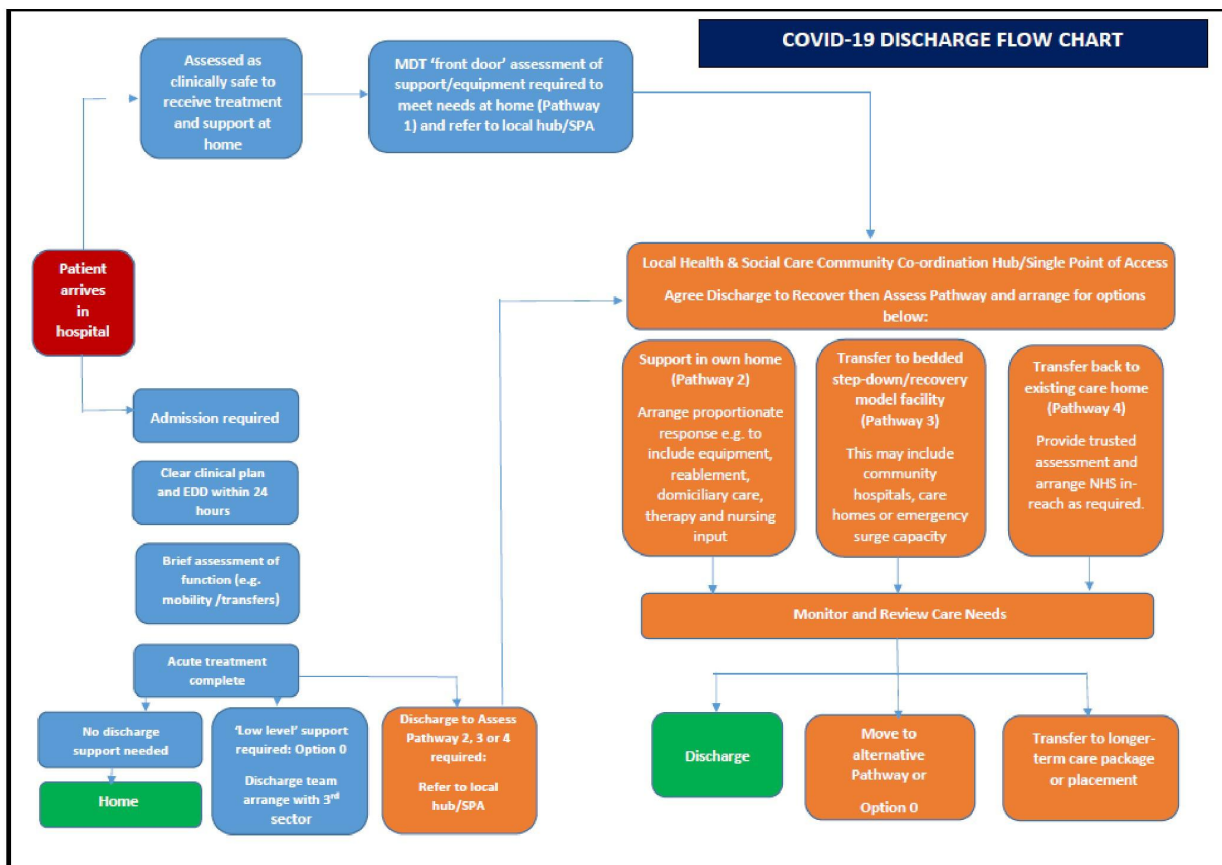 COVID-19 DISCHARGE FLOW CHART
Assessed as
clinically safe to
receive treatment
and support at
home
MDT ‘front door’ assessment of
support/equipment required to
meet needs at home (Pathway
1) and refer to local hub/SPA
Patient
arrives
in
hospital
Local Health & Social Care Community Co-ordination Hub/Single Point of Access
Agree Discharge to Recover then Assess Pathway and arrange for options
below:
Support in own home
(Pathway 2)
Arrange proportionate
response e.g. to
include equipment,
reablement,
domiciliary care,
therapy and nursing
input
Transfer to bedded
step-down/recovery
model facility
(Pathway 3)
This may include
community
hospitals, care
homes or emergency
surge capacity
Transfer back to
existing care home
(Pathway 4)
Provide trusted
assessment and
arrange NHS in-
reach as required.
Admission required
Clear clinical plan
and EDD within 24
hours
Brief assessment of
function (e.g.
mobility /transfers)
Acute treatment
complete
No discharge
support needed
Home
‘Low level’ support
required: Option 0
Discharge team
arrange with 3rd
sector
Discharge to Assess
Pathway 2, 3 or 4
required:
Refer to local
hub/SPA
Monitor and Review Care Needs
Discharge
Move to
alternative
Pathway or
Option 0
Transfer to longer-
term care package
or placement